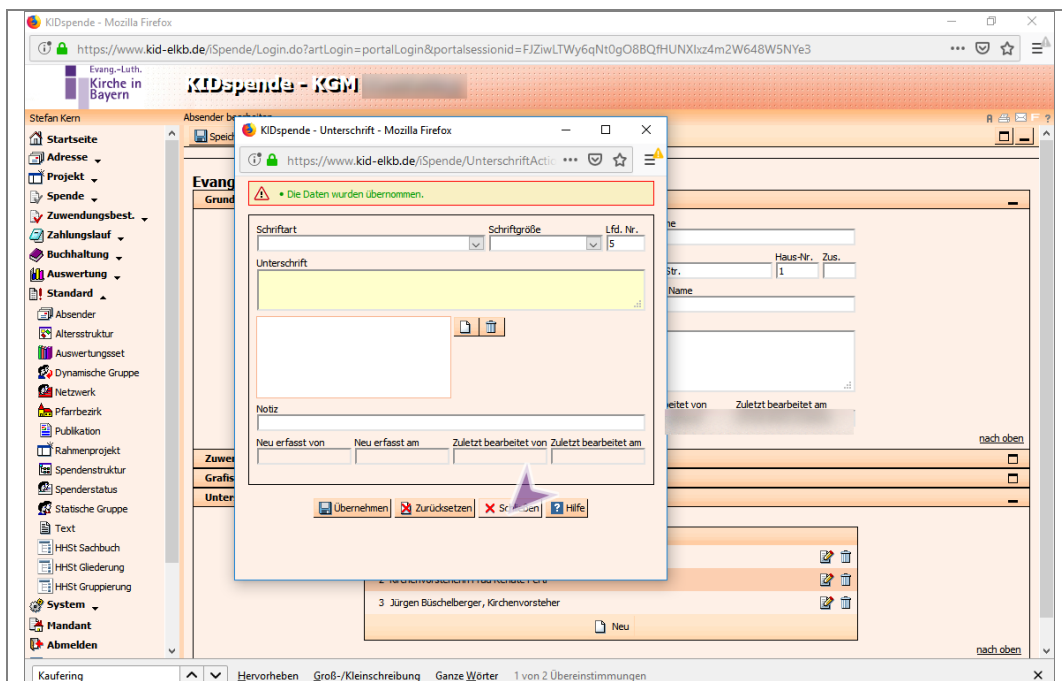 KIDspende - Mozilla Firefox
https://www.kid-elkb.de/iSpende/Login.do?artLogin=portalLogin&portalsessionid=FJZiwLTWy6qNt0gO8BQfHUNXIxz4m2W648W5NYe3
Evang.-Luth.
Kirche in
Bayern
KIDspende - KGM
Stefan Kern
Absender bearbeiten
Startseite
Adresse
Projekt
Spende
Zuwendungsbest.
Zahlungslauf
Buchhaltung
Auswertung
Standard
Absender
Altersstruktur
Auswertungsset
Dynamische Gruppe
Netzwerk
Pfarrbezirk
Publikation
Rahmenprojekt
Spendenstruktur
Spenderstatus
Statische Gruppe
Text
HHSt Sachbuch
HHSt Gliederung
HHSt Gruppierung
System
Mandant
Abmelden
Speich
Evang
Grund
KIDspende - Unterschrift - Mozilla Firefox
https://www.kid-elkb.de/iSpende/UnterschriftActic
• Die Daten wurden übernommen.
Schriftart Schriftgröße Lfd. Nr.
5
Unterschrift
Notiz
Neu erfasst von Neu erfasst am Zuletzt bearbeitet von Zuletzt bearbeitet am
Übernehmen Zurücksetzen Schließen Hilfe
Haus-Nr. Zus.
Str. 1
Name
beitet von Zuletzt bearbeitet am
nach oben
Zuwen
Grafis
Unter
3 Jürgen Büschelberger, Kirchenvorsteher
Neu
nach oben
Kaufering Hervorheben Groß-/Kleinschreibung Ganze Wörter 1 von 2 Übereinstimmungen